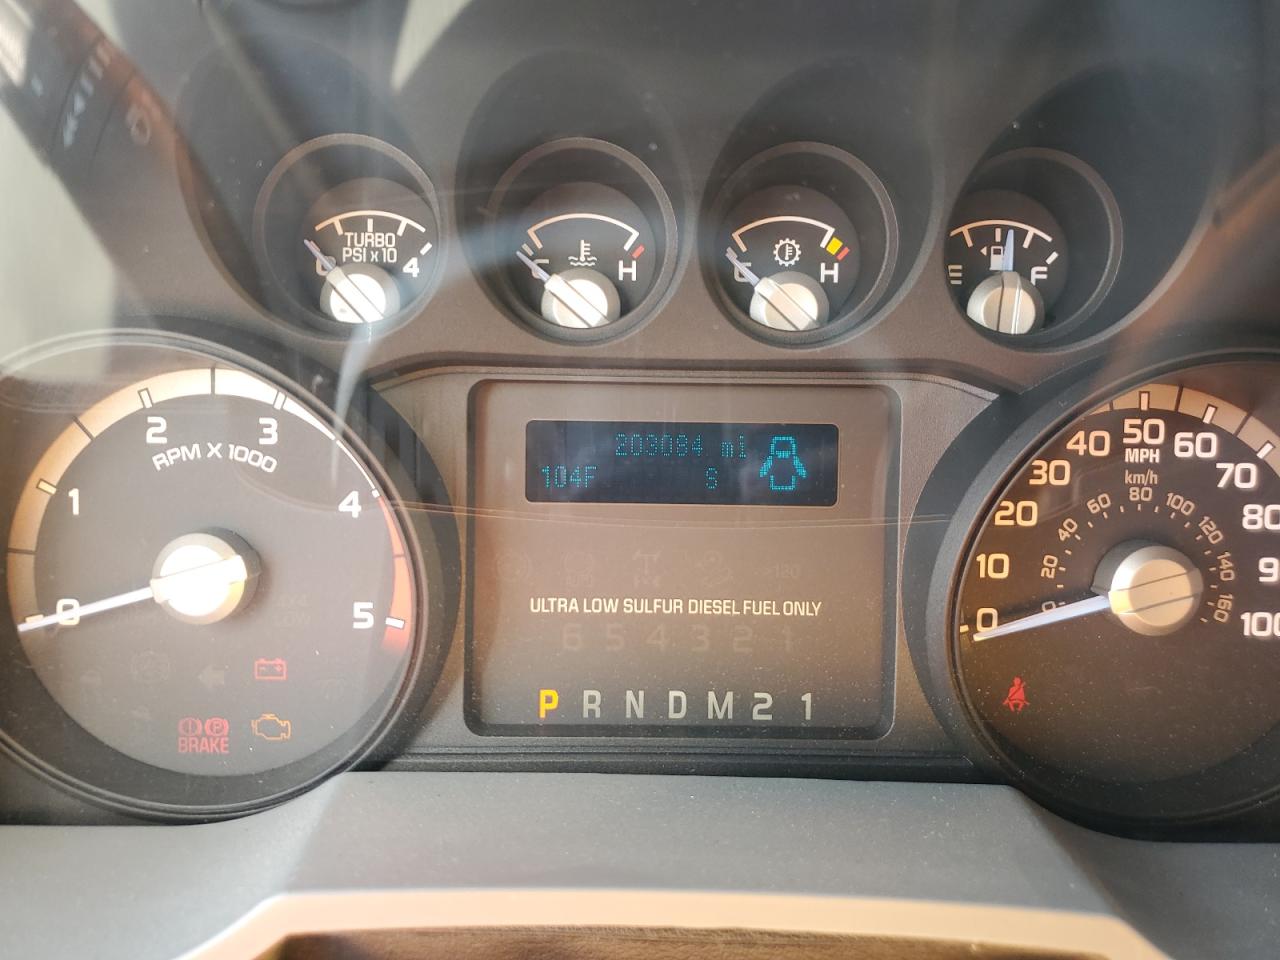 TURBO
PSI x 10
0 4
C H
C H
E F
0 1 2 3 4 5
RPM X 1000
BRAKE
203084 mi
104F S
ULTRA LOW SULFUR DIESEL FUEL ONLY
6 5 4 3 2 1
P R N D M 2 1
0 10 20 30 40 50 60 70 80 9 100
MPH
km/h
0 20 40 60 80 100 120 140 160